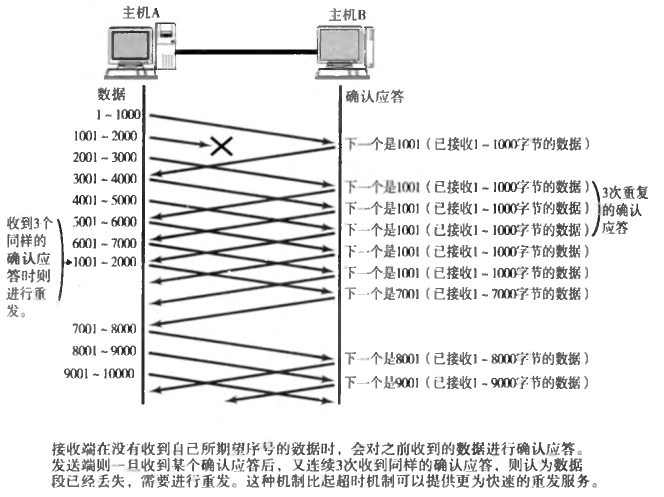 主机A
主机B
数据
确认应答
1~1000
1001~2000
2001~3000
3001~4000
4001~5000
5001~6000
6001~7000
1001~2000
7001~8000
8001~9000
9001~10000
下一个是1001（已接收1~1000字节的数据）
下一个是1001（已接收1~1000字节的数据）
下一个是1001（已接收1~1000字节的数据）
下一个是1001（已接收1~1000字节的数据）
下一个是1001（已接收1~1000字节的数据）
下一个是1001（已接收1~1000字节的数据）
下一个是7001（已接收1~7000字节的数据）
下一个是8001（已接收1~8000字节的数据）
下一个是9001（已接收1~9000字节的数据）
3次重复
的确认
应答
收到3个
同样的
确认应
答时则
进行重
发。
接收端在没有收到自己所期望序号的数据时，会对之前收到的数据进行确认应答。
发送端则一旦收到某个确认应答后，又连续3次收到同样的确认应答，则认为数据
段已经丢失，需要进行重发。这种机制比起超时机制可以提供更为快速的重发服务。